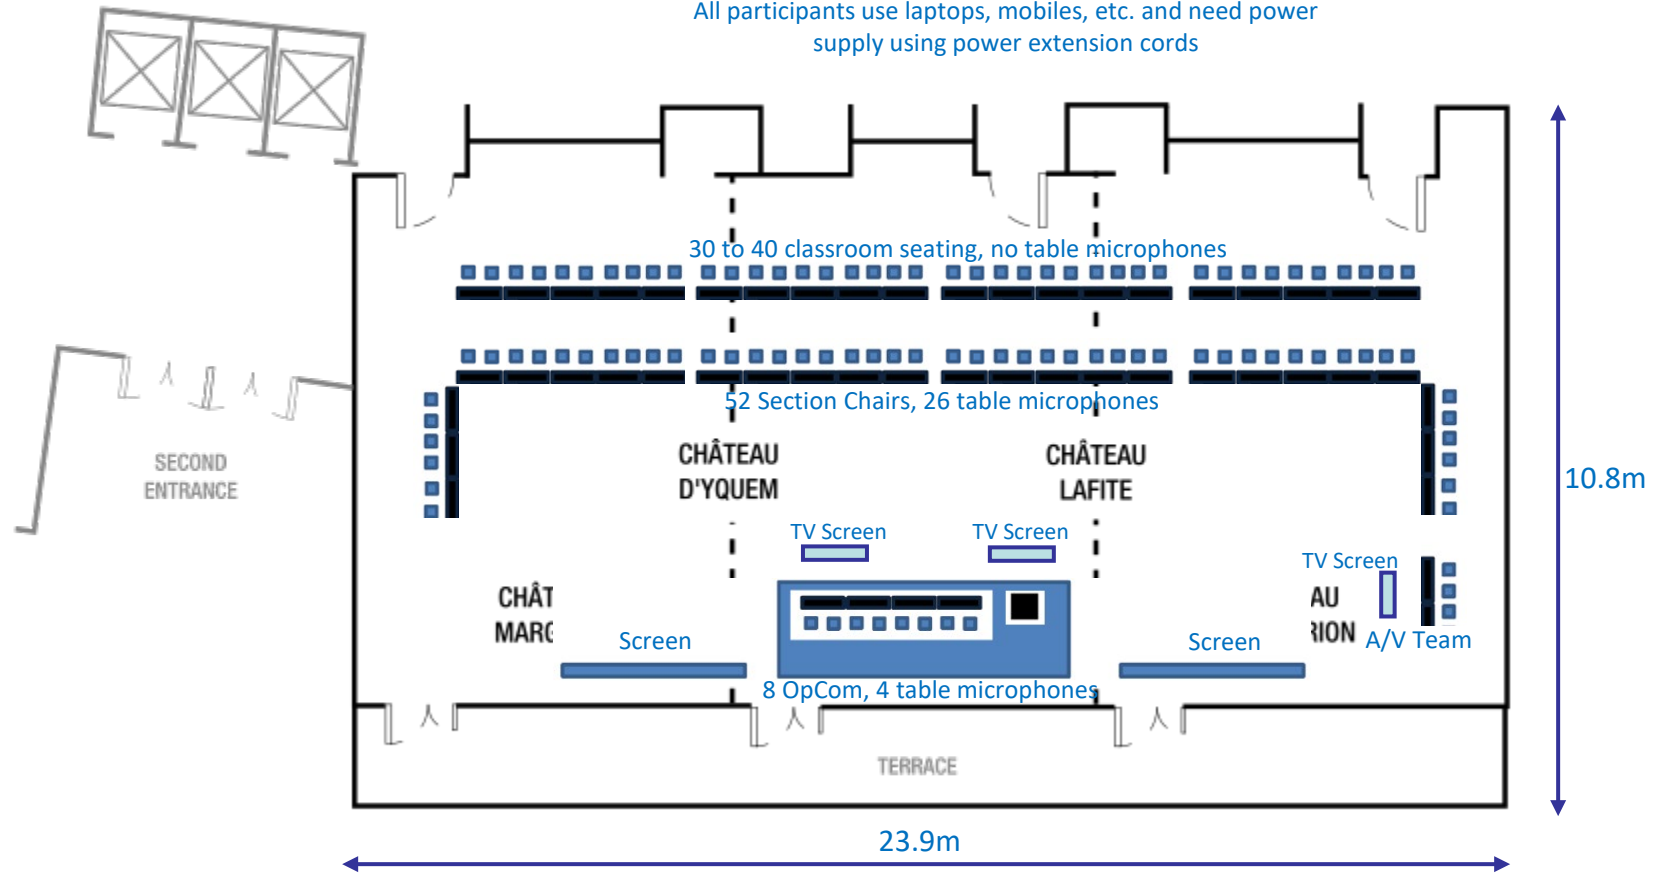 All participants use laptops, mobiles, etc. and need power
supply using power extension cords
30 to 40 classroom seating, no table microphones
52 Section Chairs, 26 table microphones
CHÂTEAU
D'YQUEM
CHÂTEAU
LAFITE
SECOND
ENTRANCE
10.8m
TV Screen
TV Screen
TV Screen
CHÂT
MARG
AU
RION
A/V Team
Screen
Screen
8 OpCom, 4 table microphones
TERRACE
23.9m